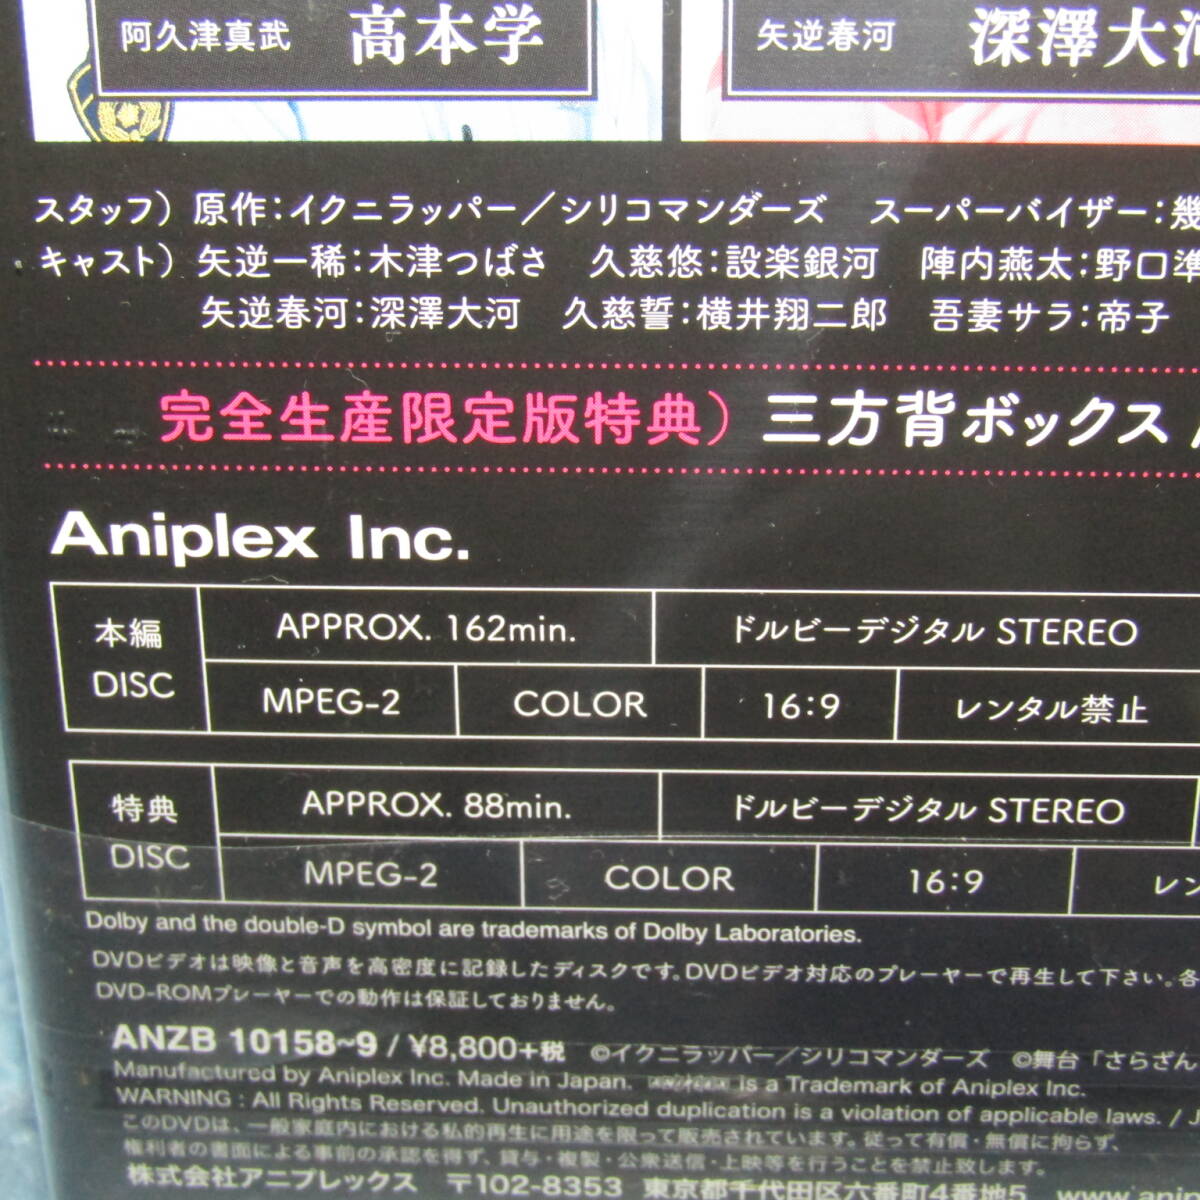 阿久津真武 高本学 矢逆春河 深澤大河
スタッフ）原作：イクニラッパー／シリコマンダーズ スーパーバイザー：幾
キャスト）矢逆一稀：木津つばさ 久慈悠：設楽銀河 陣内燕太：野口準
矢逆春河：深澤大河 久慈誓：横井翔二郎 吾妻サラ：帝子
完全生産限定版特典）三方背ボックス /
Aniplex Inc.
本編 DISC
APPROX. 162min. ドルビーデジタル STEREO
MPEG-2 COLOR 16:9 レンタル禁止
特典 DISC
APPROX. 88min. ドルビーデジタル STEREO
MPEG-2 COLOR 16:9 レン
Dolby and the double-D symbol are trademarks of Dolby Laboratories.
DVDビデオは映像と音声を高密度に記録したディスクです。DVDビデオ対応のプレーヤーで再生して下さい。各
DVD-ROMプレーヤーでの動作は保証しておりません。
ANZB 10158~9 / ¥8,800+税 ©イクニラッパー／シリコマンダーズ ©舞台「さらざん
Manufactured by Aniplex Inc. Made in Japan. is a Trademark of Aniplex Inc.
WARNING : All Rights Reserved. Unauthorized duplication is a violation of applicable laws. / J
このDVDは、一般家庭内における私的再生に用途を限って販売されています。従って有償・無償に拘らず、
権利者の書面による事前の承認を得ず、貸与・複製・公衆送信・上映等を行うことを禁止致します。
株式会社アニプレックス 〒102-8353 東京都千代田区六番町4番地5 www.ani